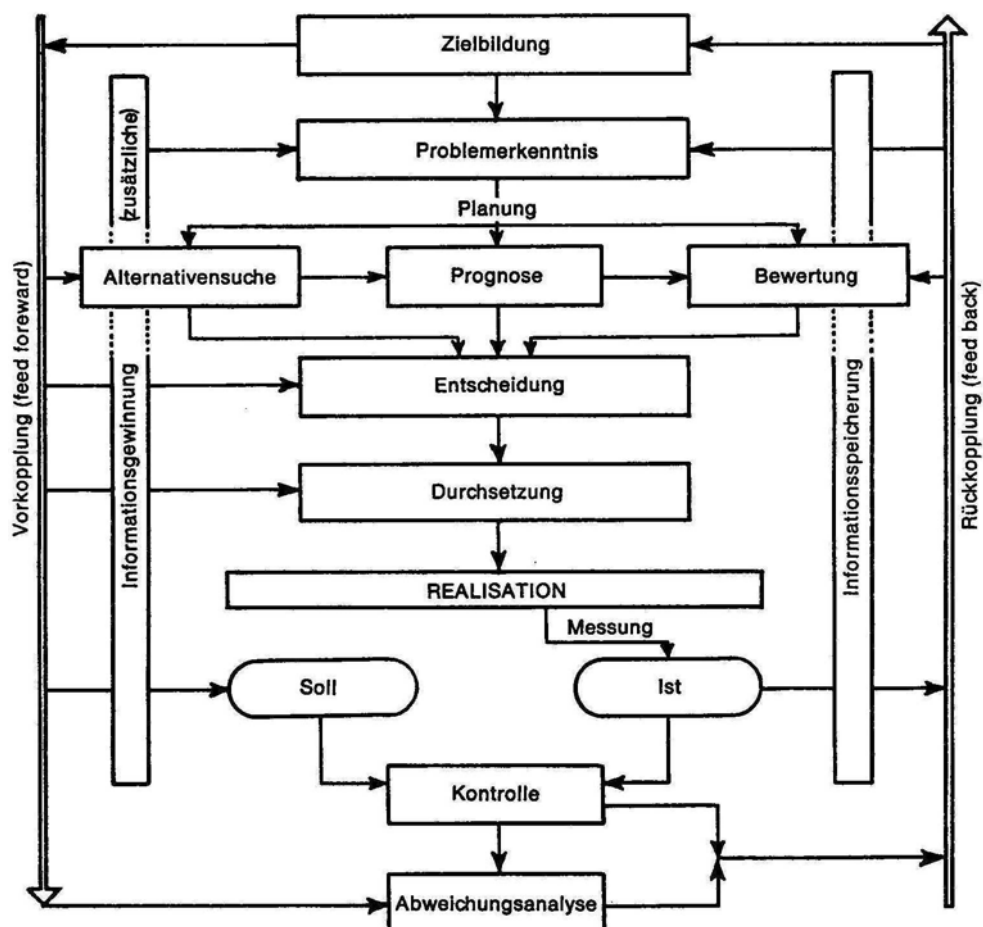 Zielbildung
Problemerkenntnis
Planung
Alternativensuche
Prognose
Bewertung
Entscheidung
Durchsetzung
REALISATION
Messung
Soll
Ist
Kontrolle
Abweichungsanalyse
Vorkopplung (feed foreward)
Informationsgewinnung
(zusätzliche)
Informationsspeicherung
Rückkopplung (feed back)